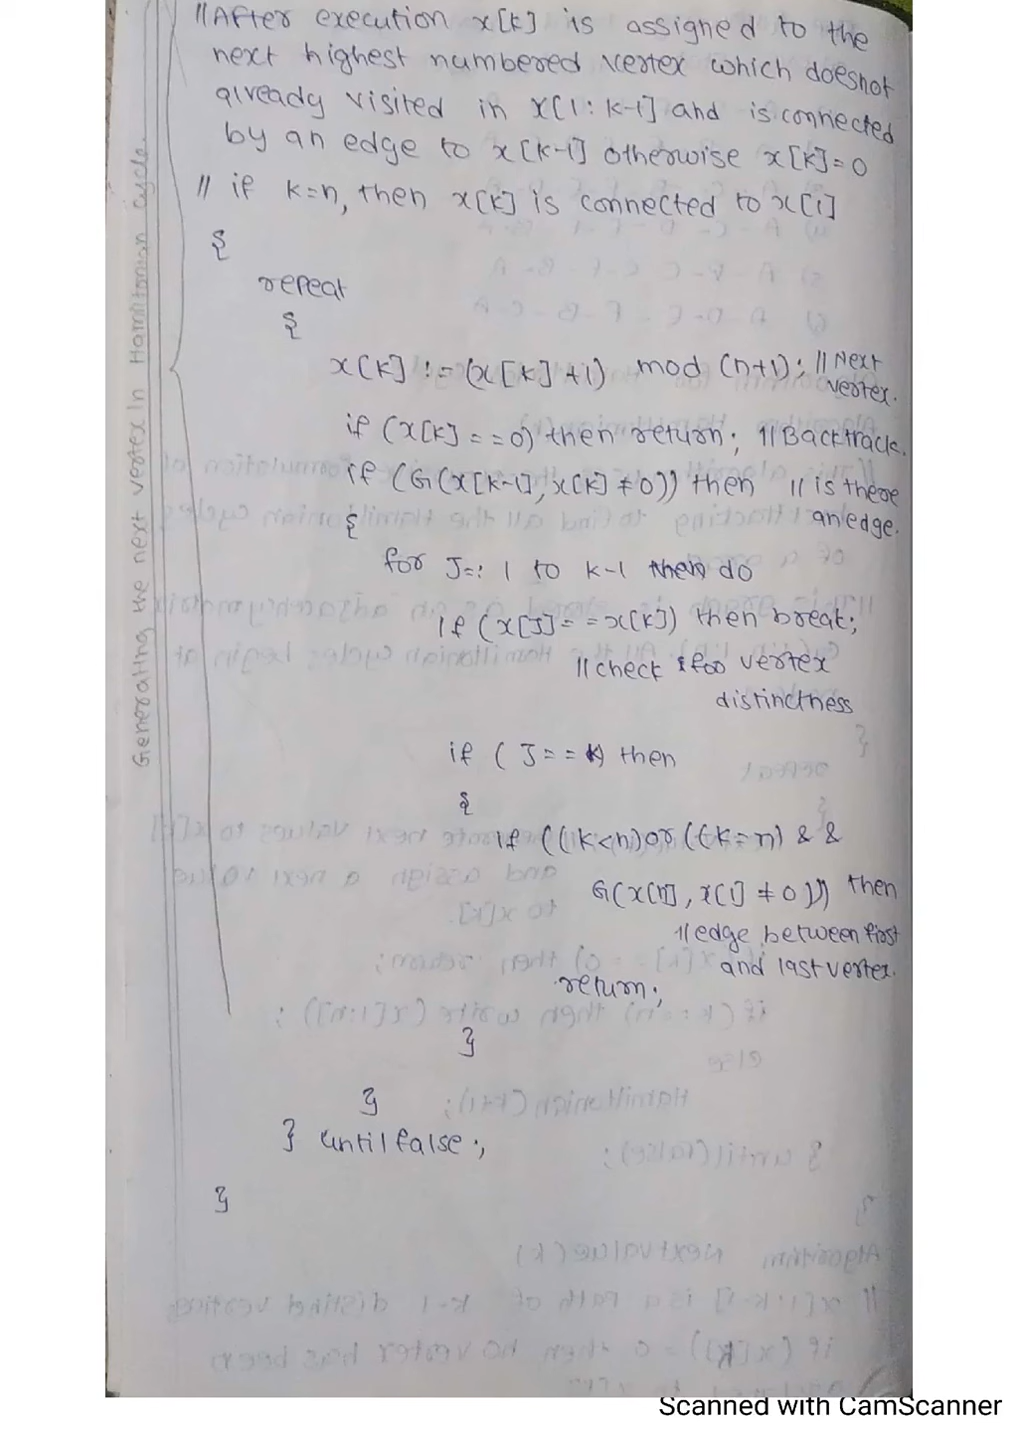 // After execution x[k] is assigned to the
next highest numbered vertex which doesnot
already visited in x[1:k-1] and is connected
by an edge to x[k-1] otherwise x[k]=0
// if k=n, then x[k] is connected to x[1]
{
repeat
{
x[k] := (x[k]+1) mod (n+1); // Next
vertex.
if (x[k]==0) then return; // Backtrack.
if (G(x[k-1], x[k] ≠ 0)) then // is there
an edge.
{
for J=: 1 to k-1 do
if (x[J]==x[k]) then break;
// check for vertex
distinctness
if (J==k) then
{
if ((k<n) or ((k=n) & &
G(x[n], x[1] ≠ 0)) then
// edge between first
and last vertex.
return;
}
}
} until false;
}
Generating the next vertex in Hamiltonian cycle.
Scanned with CamScanner